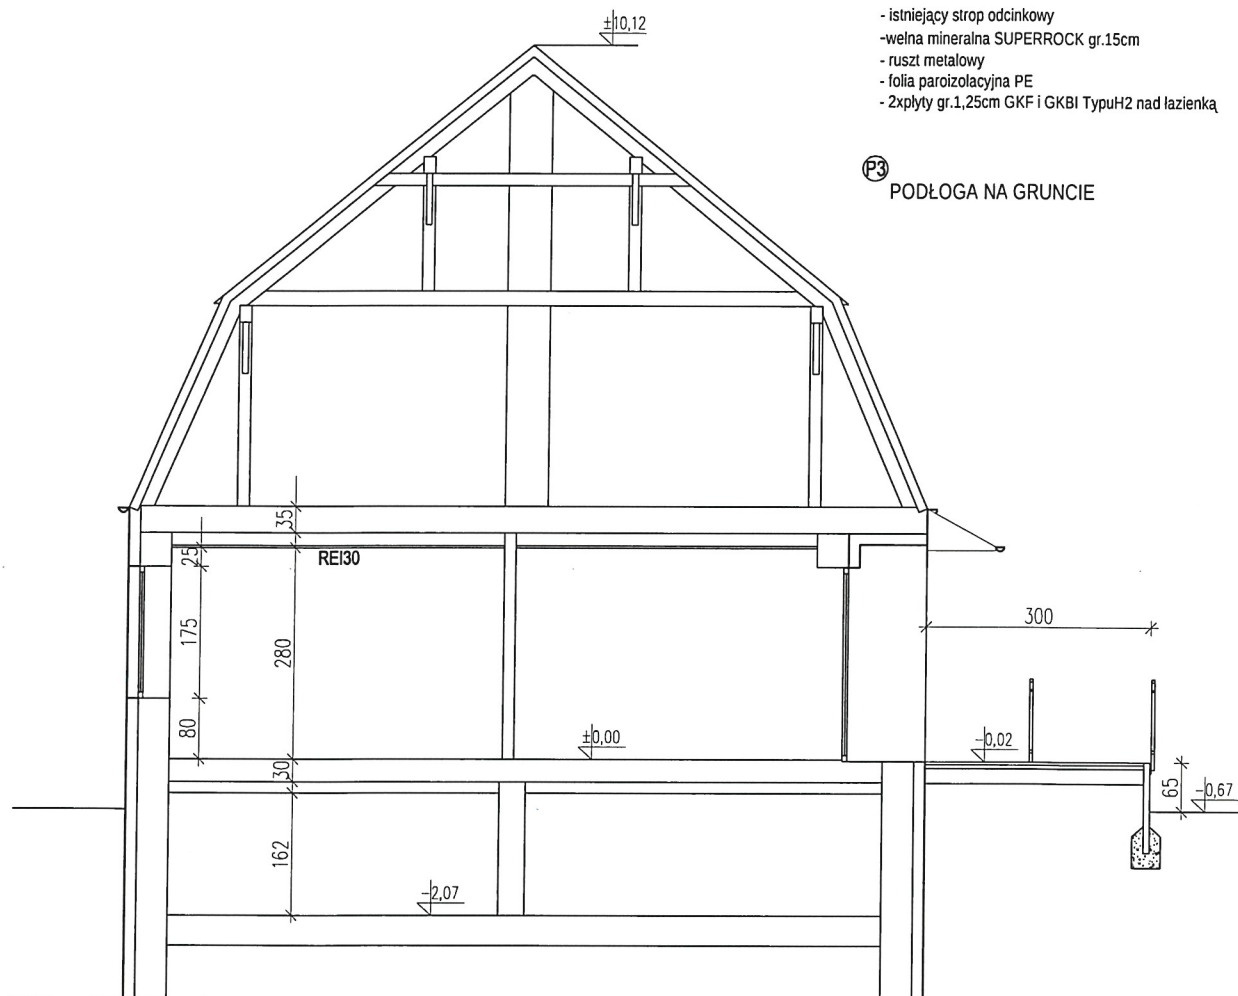 ±10,12
- istniejący strop odcinkowy
-wełna mineralna SUPERROCK gr.15cm
- ruszt metalowy
- folia paroizolacyjna PE
- 2xpłyty gr.1,25cm GKF i GKBI TypuH2 nad łazienką
P3
PODŁOGA NA GRUNCIE
35
25
REI30
175
280
300
80
±0,00
-0,02
30
65
-0,67
162
-2,07